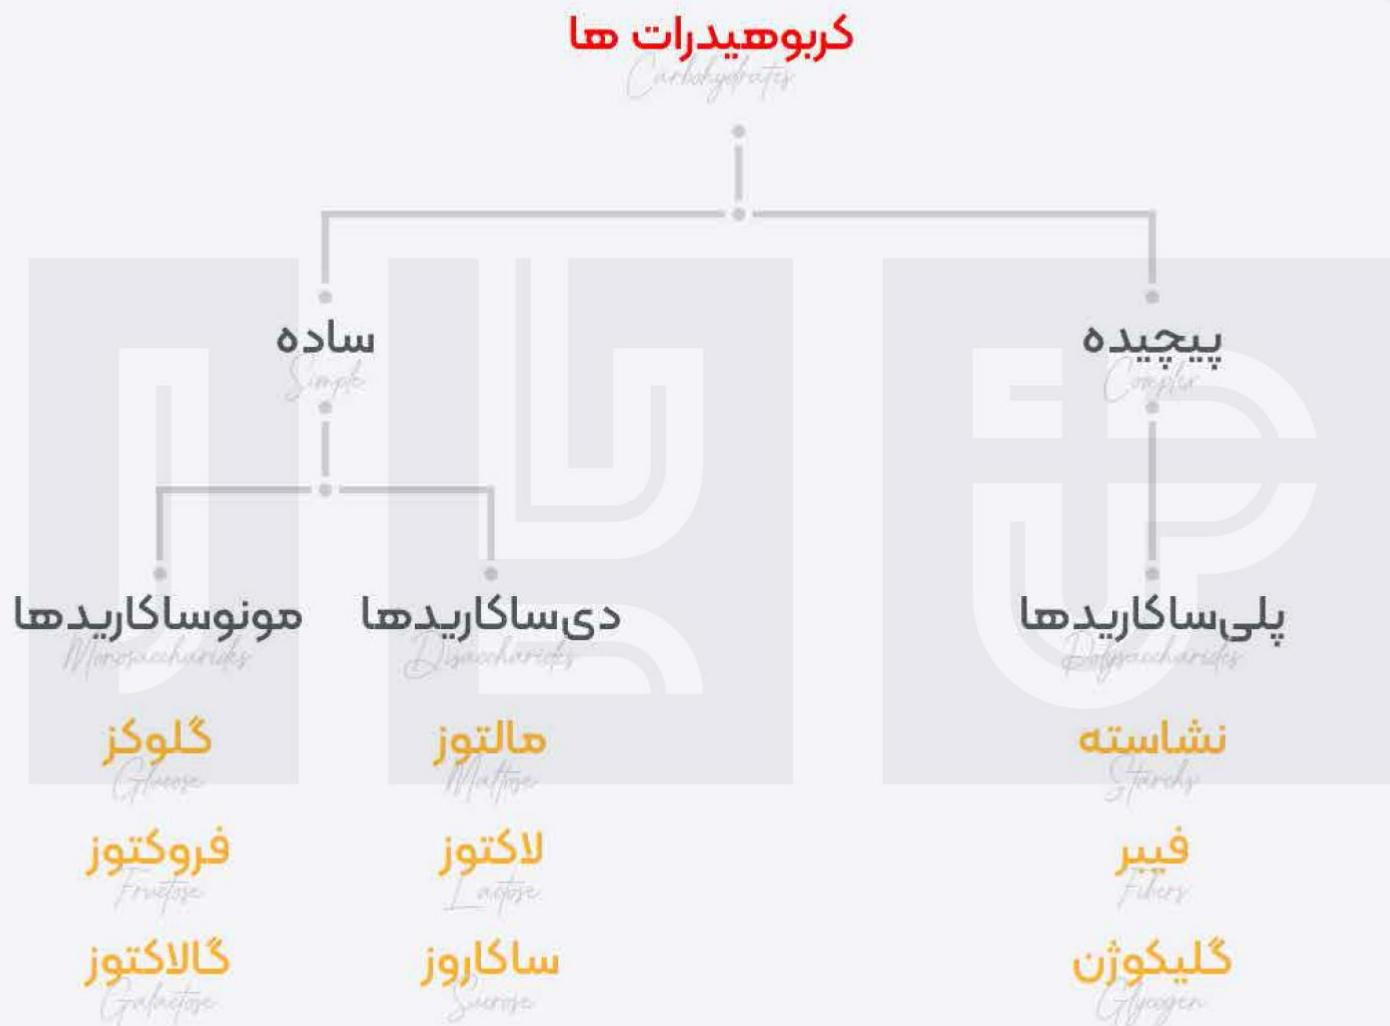 کربوهیدرات ها
Carbohydrates
پیچیده
Complex
ساده
Simple
پلی‌ساکاریدها
Polysaccharides
دی‌ساکاریدها
Disaccharides
مونوساکاریدها
Monosaccharides
نشاسته
Starchs
مالتوز
Maltose
گلوکز
Glucose
فیبر
Fibers
لاکتوز
Lactose
فروکتوز
Fructose
گلیکوژن
Glycogen
ساکاروز
Sucrose
گالاکتوز
Galactose